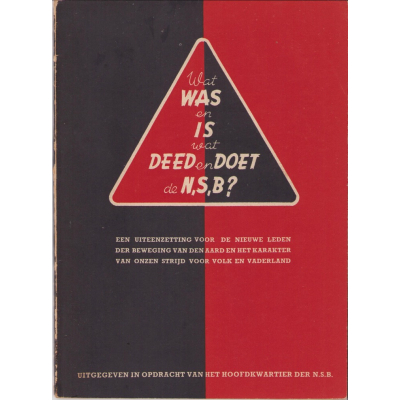 Wat
WAS
en
IS
wat
DEED en DOET
de N,S,B?
EEN UITEENZETTING VOOR DE NIEUWE LEDEN
DER BEWEGING VAN DEN AARD EN HET KARAKTER
VAN ONZEN STRIJD VOOR VOLK EN VADERLAND
UITGEGEVEN IN OPDRACHT VAN HET HOOFDKWARTIER DER N.S.B.